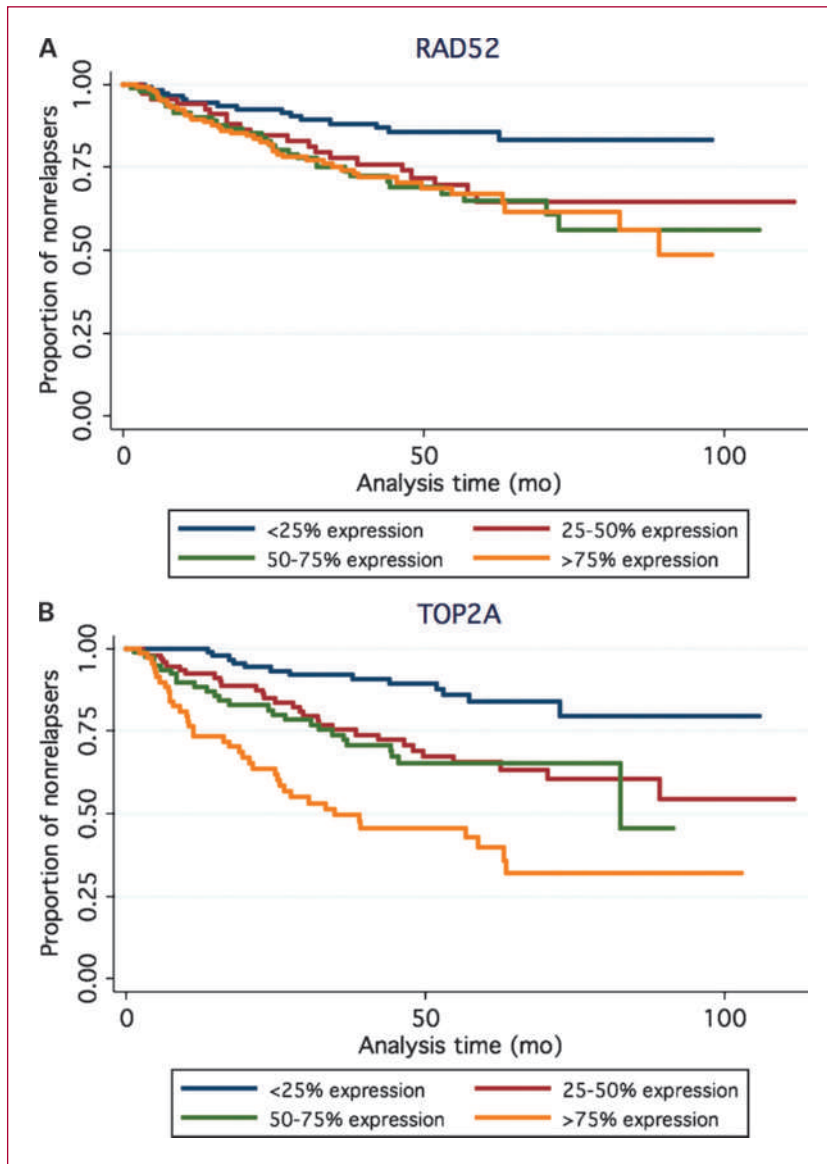 A
RAD52
Proportion of nonrelapsers
1.00
0.75
0.50
0.25
0.00
0 50 100
Analysis time (mo)
<25% expression 25-50% expression
50-75% expression >75% expression
B
TOP2A
Proportion of nonrelapsers
1.00
0.75
0.50
0.25
0.00
0 50 100
Analysis time (mo)
<25% expression 25-50% expression
50-75% expression >75% expression